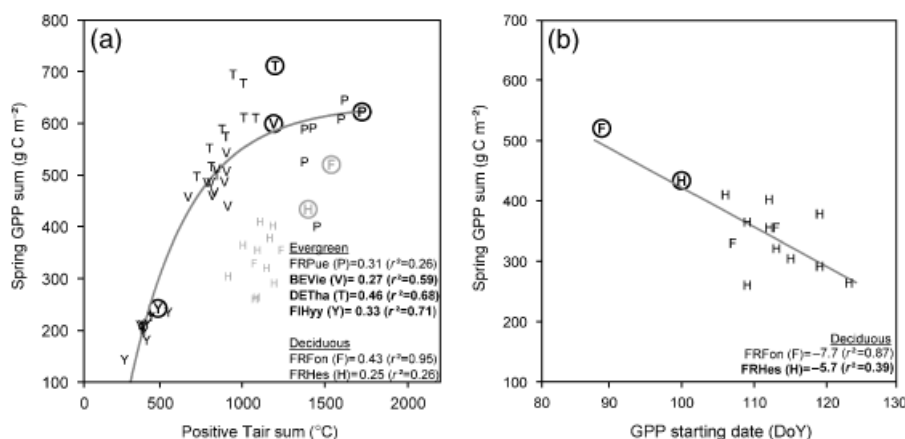 (a)
800
700
600
500
400
300
200
100
Spring GPP sum (g C m⁻²)
500
1000
1500
2000
Positive Tair sum (°C)
T
V
P
F
H
Y
Evergreen
FRPue (P)=0.31 (r²=0.26)
BEVie (V)= 0.27 (r²=0.59)
DETha (T)=0.46 (r²=0.68)
FIHyy (Y)= 0.33 (r²=0.71)
Deciduous
FRFon (F)=0.43 (r²=0.95)
FRHes (H)=0.25 (r²=0.26)
(b)
700
600
500
400
300
200
100
Spring GPP sum (g C m⁻²)
80
90
100
110
120
130
GPP starting date (DoY)
F
H
Deciduous
FRFon (F)=−7.7 (r²=0.87)
FRHes (H)=−5.7 (r²=0.39)